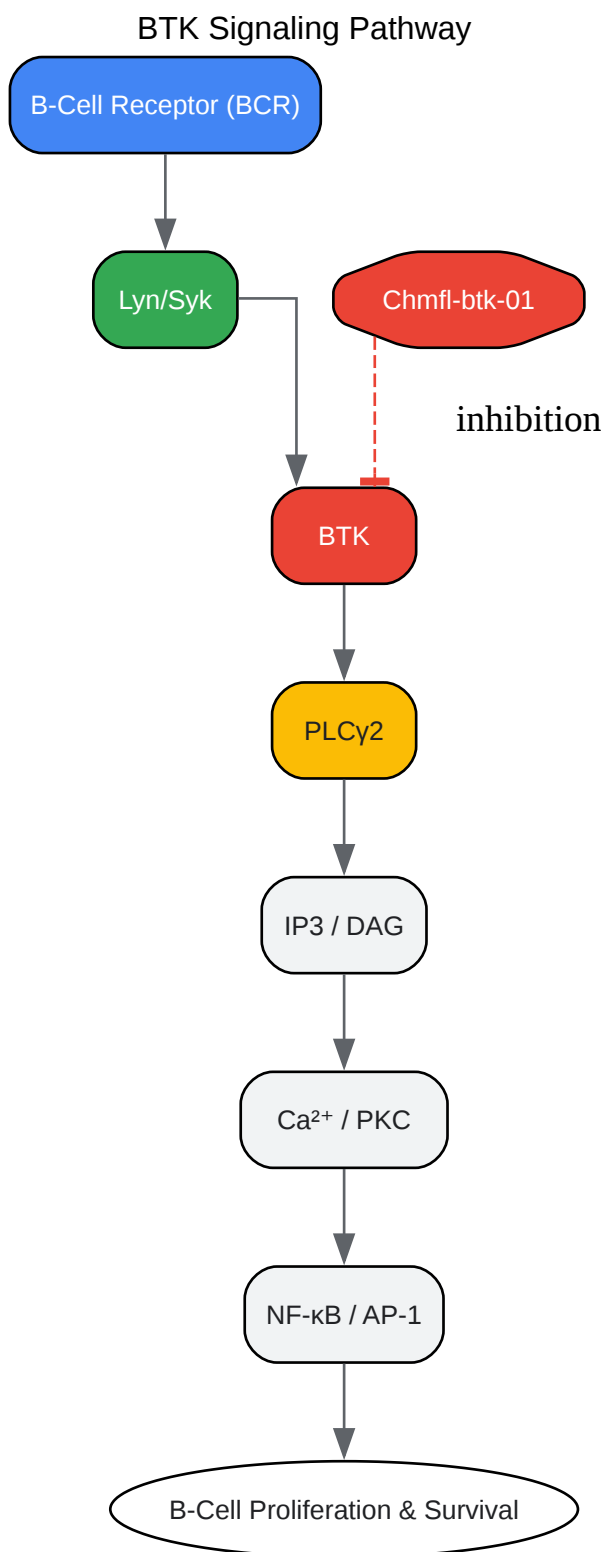 BTK Signaling Pathway
B-Cell Receptor (BCR)
Lyn/Syk
Chmfl-btk-01
inhibition
BTK
PLCγ2
IP3 / DAG
Ca²⁺ / PKC
NF-κB / AP-1
B-Cell Proliferation & Survival